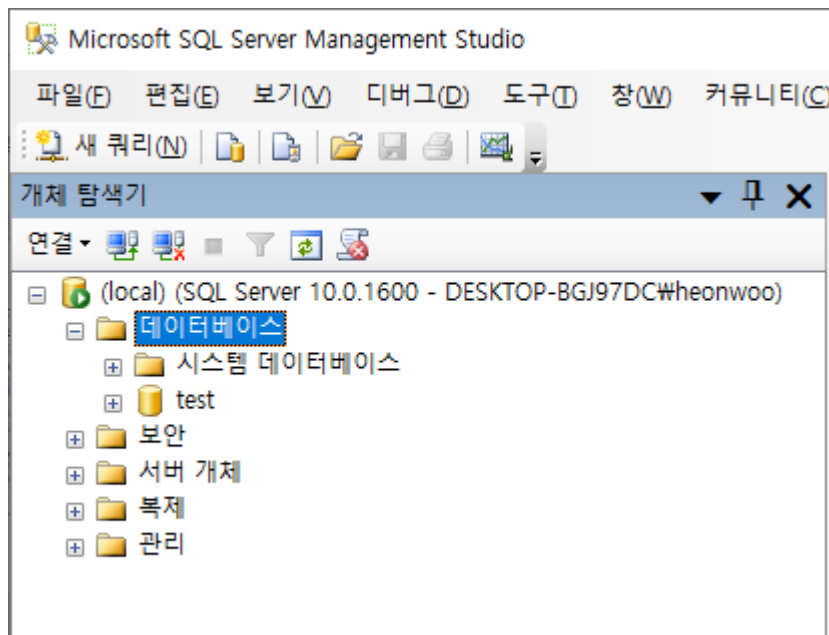 Microsoft SQL Server Management Studio
파일(F) 편집(E) 보기(V) 디버그(D) 도구(T) 창(W) 커뮤니티(C)
새 쿼리(N)
개체 탐색기
연결
(local) (SQL Server 10.0.1600 - DESKTOP-BGJ97DC₩heonwoo)
데이터베이스
시스템 데이터베이스
test
보안
서버 개체
복제
관리